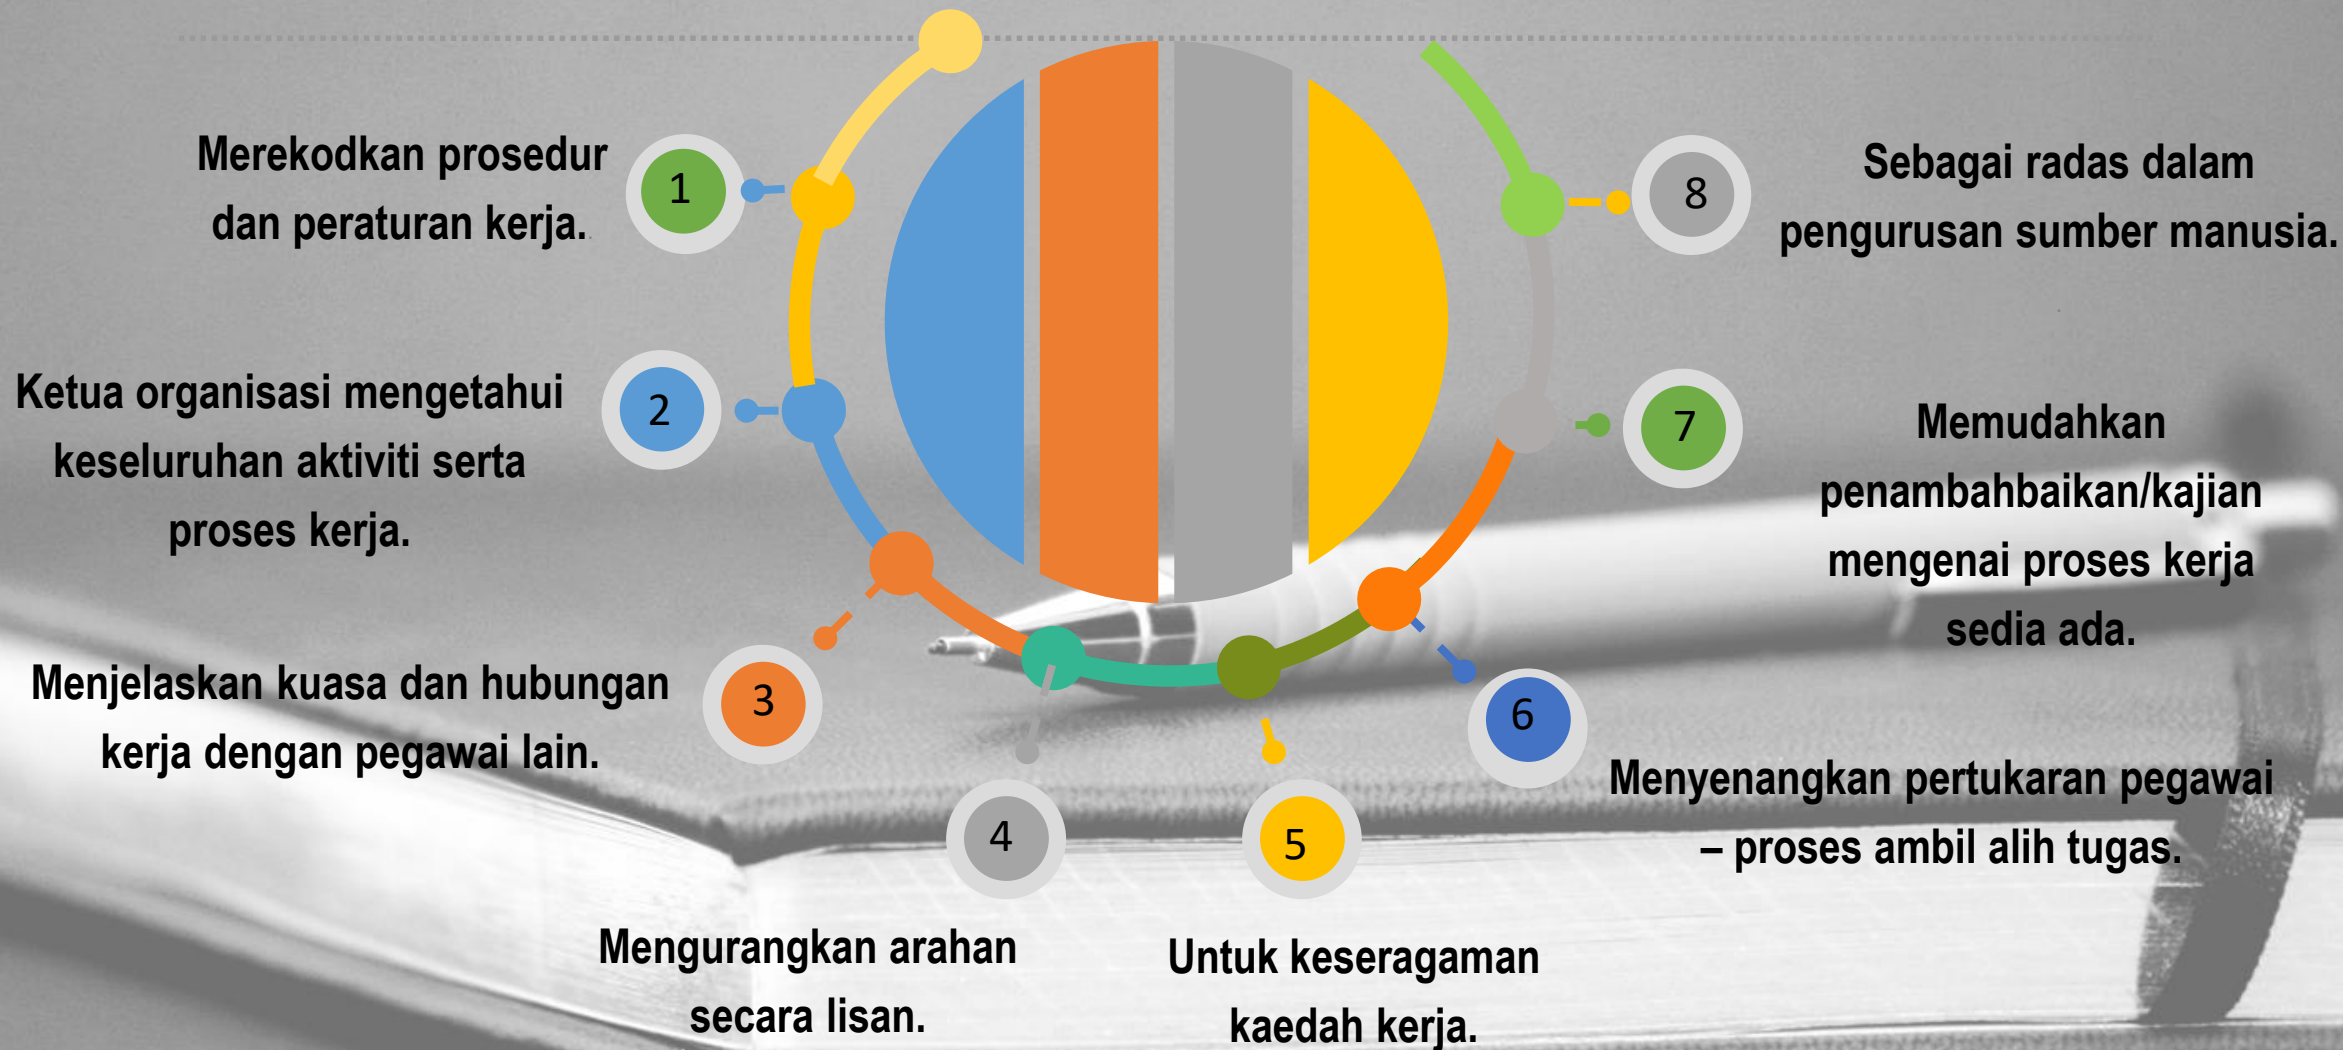 1
Merekodkan prosedur
dan peraturan kerja.
2
Ketua organisasi mengetahui
keseluruhan aktiviti serta
proses kerja.
3
Menjelaskan kuasa dan hubungan
kerja dengan pegawai lain.
4
Mengurangkan arahan
secara lisan.
5
Untuk keseragaman
kaedah kerja.
6
Menyenangkan pertukaran pegawai
– proses ambil alih tugas.
7
Memudahkan
penambahbaikan/kajian
mengenai proses kerja
sedia ada.
8
Sebagai radas dalam
pengurusan sumber manusia.